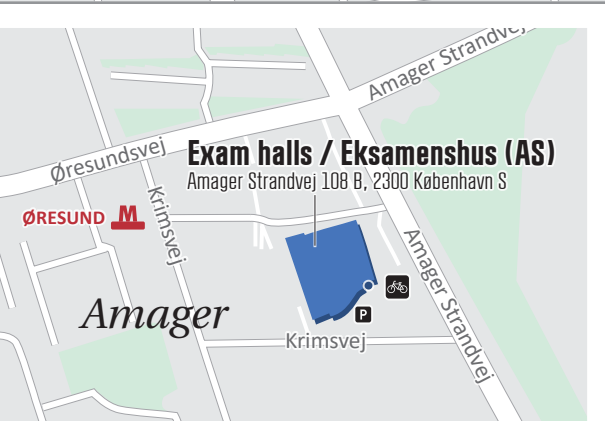 Amager Strandvej
Øresundsvej
Exam halls / Eksamenshus (AS)
Amager Strandvej 108 B, 2300 København S
Krimsvej
ØRESUND M
Amager Strandvej
Amager
P
Krimsvej